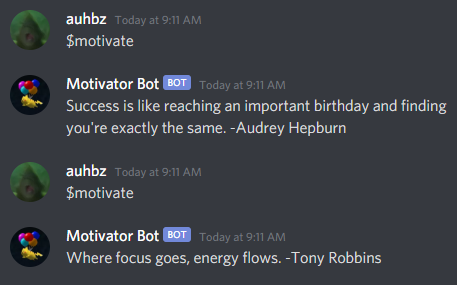 auhbz Today at 9:11 AM
$motivate
Motivator Bot BOT Today at 9:11 AM
Success is like reaching an important birthday and finding
you're exactly the same. -Audrey Hepburn
auhbz Today at 9:11 AM
$motivate
Motivator Bot BOT Today at 9:11 AM
Where focus goes, energy flows. -Tony Robbins